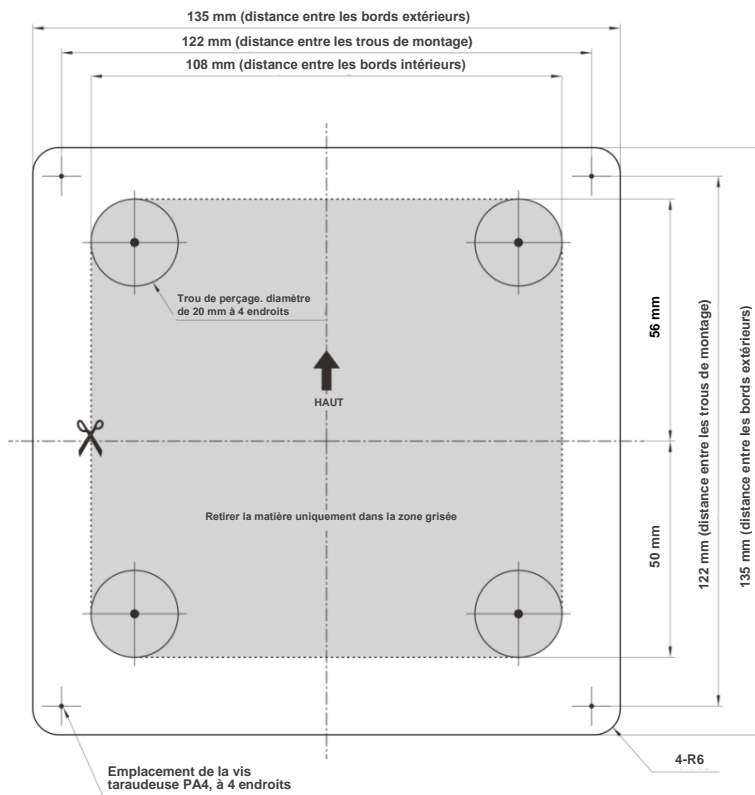 135 mm (distance entre les bords extérieurs)
122 mm (distance entre les trous de montage)
108 mm (distance entre les bords intérieurs)
Trou de perçage. diamètre
de 20 mm à 4 endroits
HAUT
56 mm
122 mm (distance entre les trous de montage)
135 mm (distance entre les bords extérieurs)
Retirer la matière uniquement dans la zone grisée
50 mm
4-R6
Emplacement de la vis
taraudeuse PA4, à 4 endroits